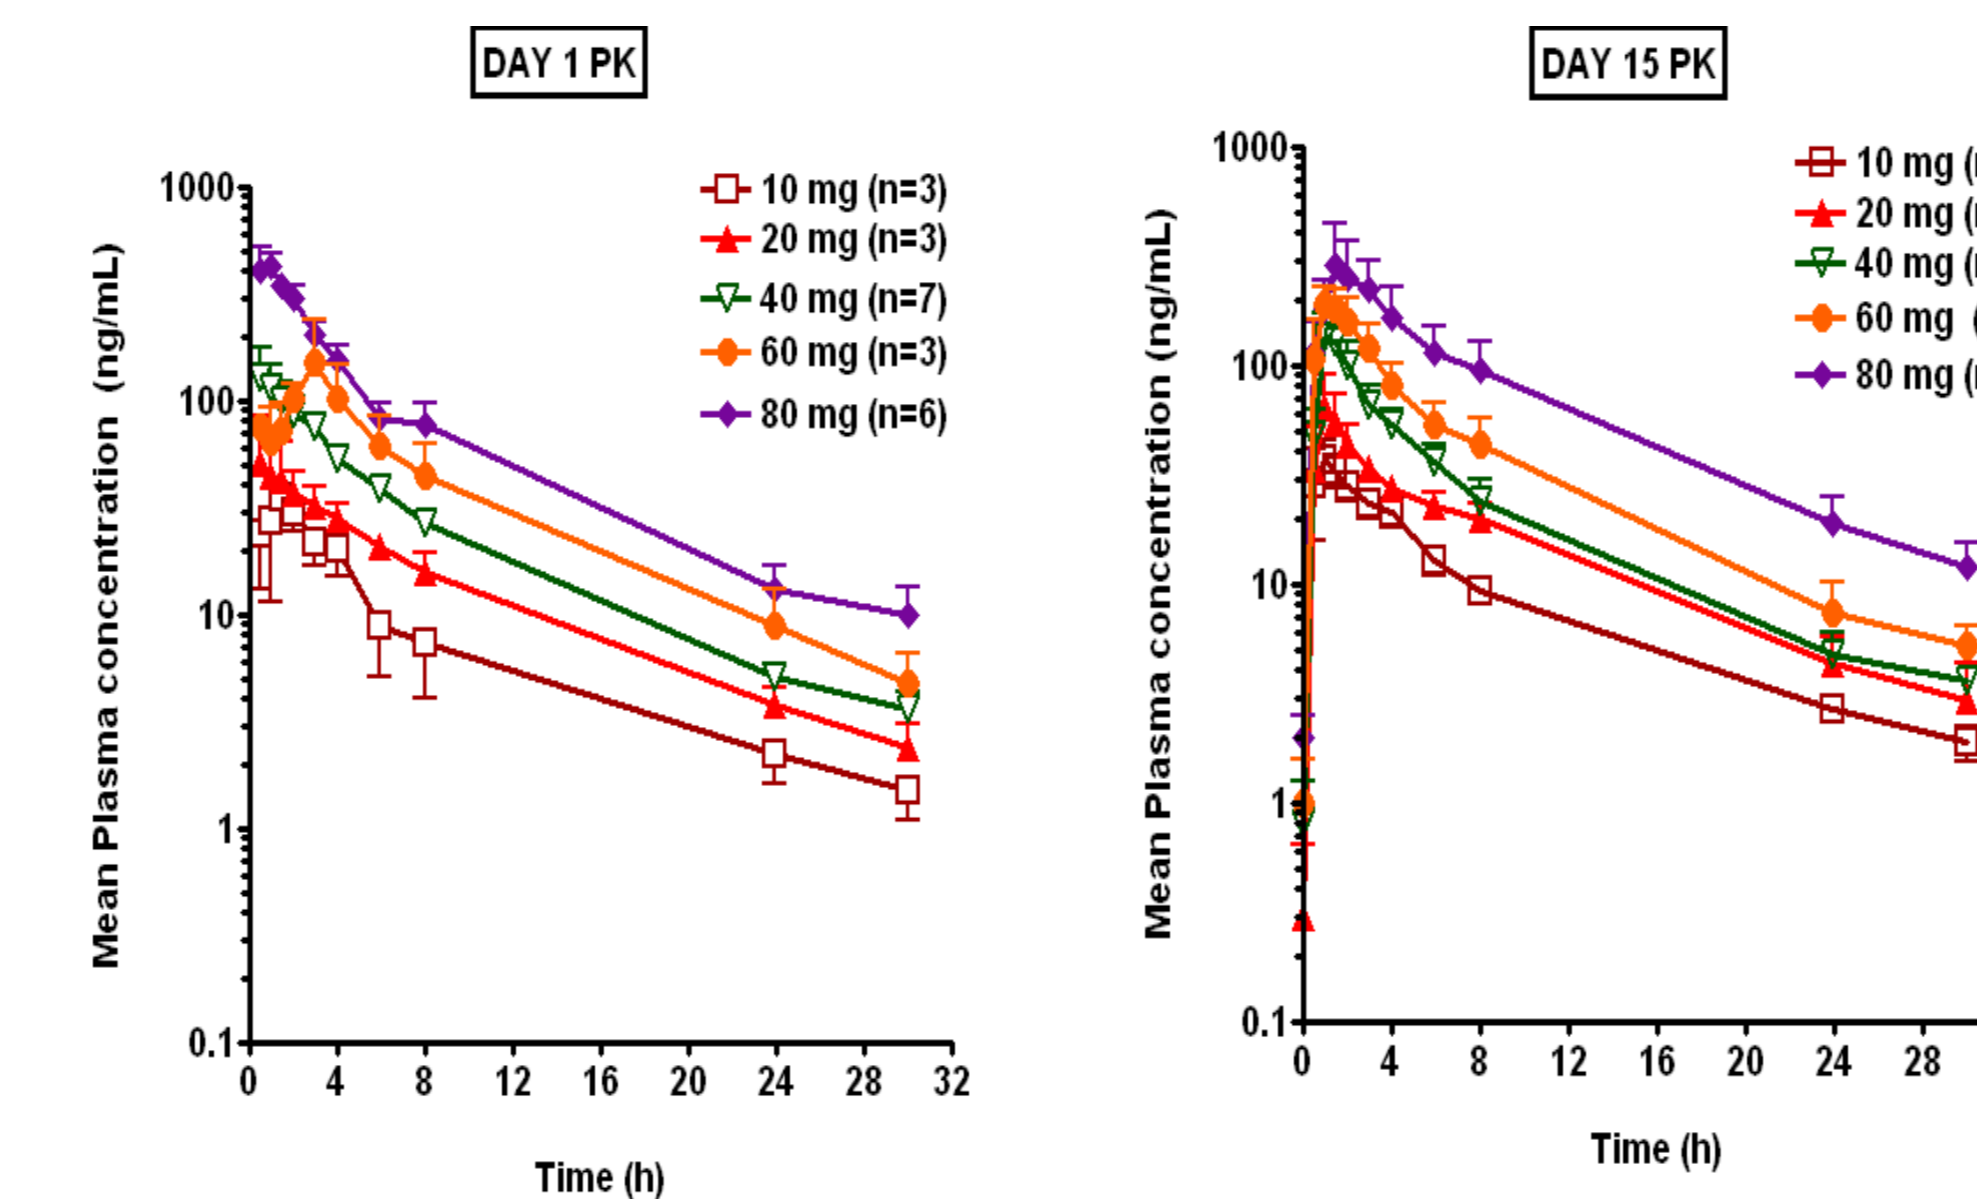 DAY 1 PK
Mean Plasma concentration (ng/mL)
1000
100
10
1
0.1
10 mg (n=3)
20 mg (n=3)
40 mg (n=7)
60 mg (n=3)
80 mg (n=6)
0 4 8 12 16 20 24 28 32
Time (h)
DAY 15 PK
Mean Plasma concentration (ng/mL)
1000
100
10
1
0.1
10 mg (
20 mg (
40 mg (
60 mg (
80 mg (
0 4 8 12 16 20 24 28
Time (h)